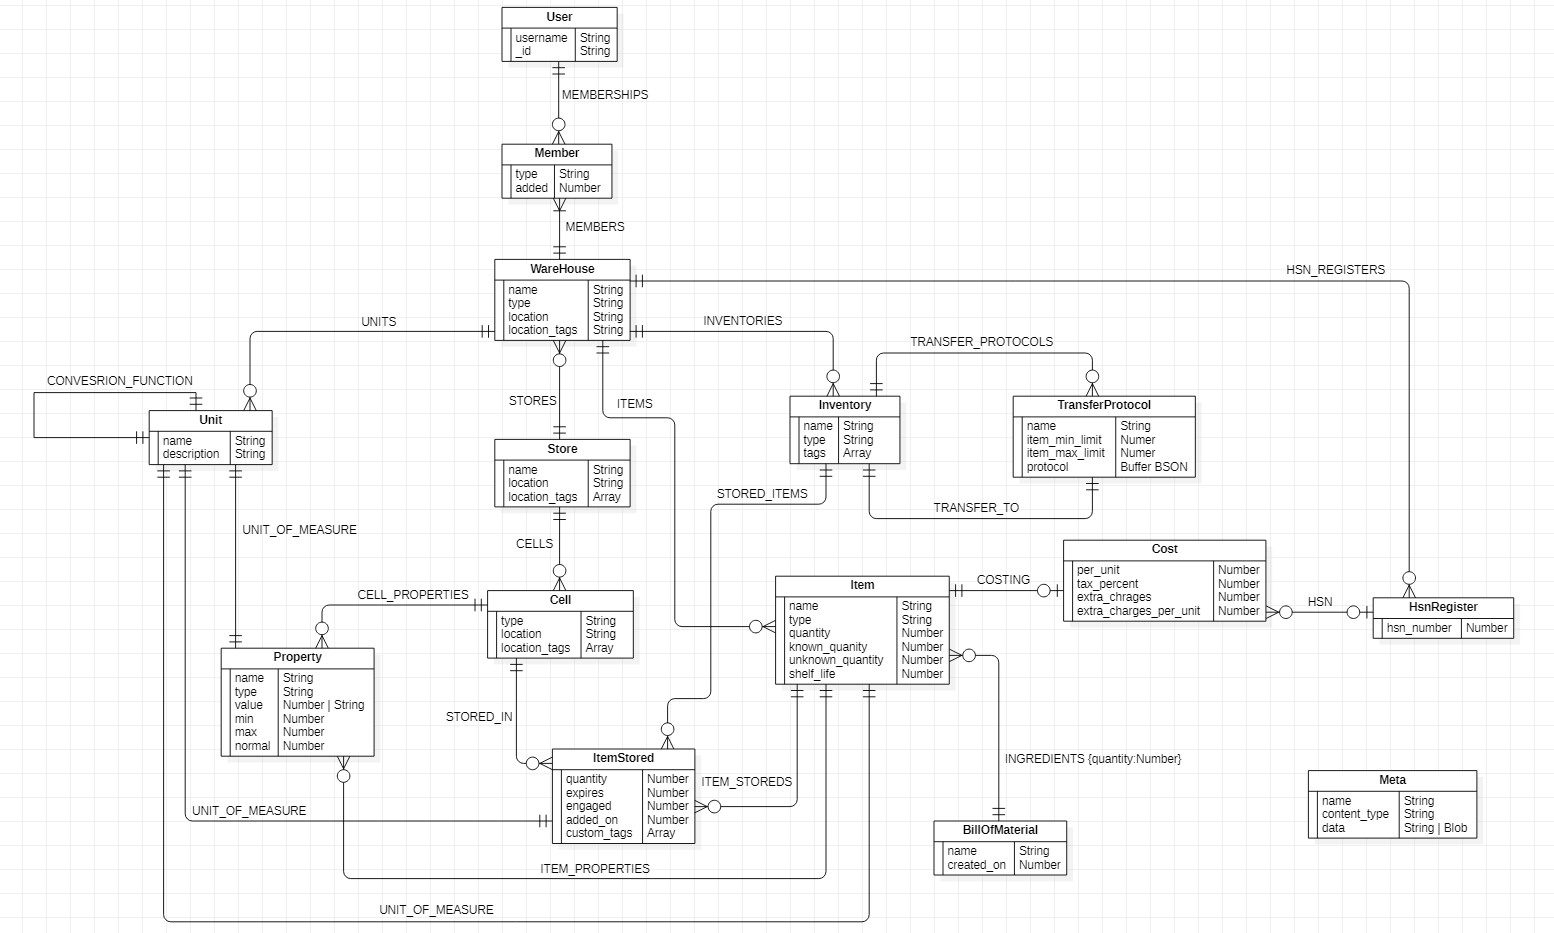 User
username String
_id String
MEMBERSHIPS
Member
type String
added Number
MEMBERS
WareHouse
name String
type String
location String
location_tags String
HSN_REGISTERS
UNITS
INVENTORIES
TRANSFER_PROTOCOLS
CONVESRION_FUNCTION
STORES
ITEMS
Unit
name String
description String
Inventory
name String
type String
tags Array
TransferProtocol
name String
item_min_limit Numer
item_max_limit Numer
protocol Buffer BSON
Store
name String
location String
location_tags Array
STORED_ITEMS
TRANSFER_TO
UNIT_OF_MEASURE
CELLS
Cost
per_unit Number
tax_percent Number
extra_chrages Number
extra_charges_per_unit Number
COSTING
HSN
HsnRegister
hsn_number Number
CELL_PROPERTIES
Cell
type String
location String
location_tags Array
Item
name String
type String
quantity Number
known_quanity Number
unknown_quantity Number
shelf_life Number
Property
name String
type String
value Number | String
min Number
max Number
normal Number
STORED_IN
ItemStored
quantity Number
expires Number
engaged Number
added_on Number
custom_tags Array
ITEM_STOREDS
INGREDIENTS {quantity:Number}
UNIT_OF_MEASURE
BillOfMaterial
name String
created_on Number
Meta
name String
content_type String
data String | Blob
ITEM_PROPERTIES
UNIT_OF_MEASURE